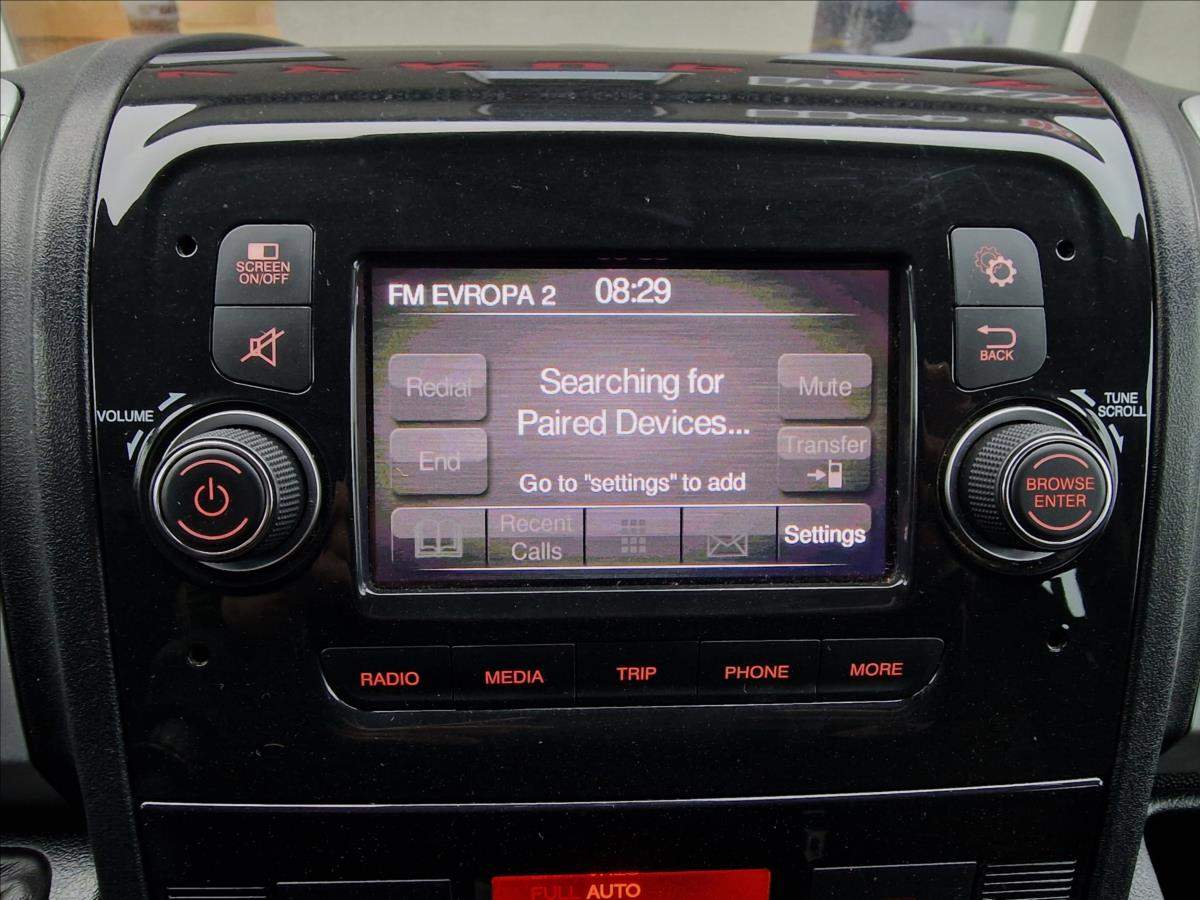 SCREEN
ON/OFF
VOLUME
FM EVROPA 2 08:29
Redial
Searching for
Paired Devices...
Mute
End
Transfer
Go to "settings" to add
Recent
Calls
Settings
BACK
TUNE
SCROLL
BROWSE
ENTER
RADIO
MEDIA
TRIP
PHONE
MORE
FULL AUTO